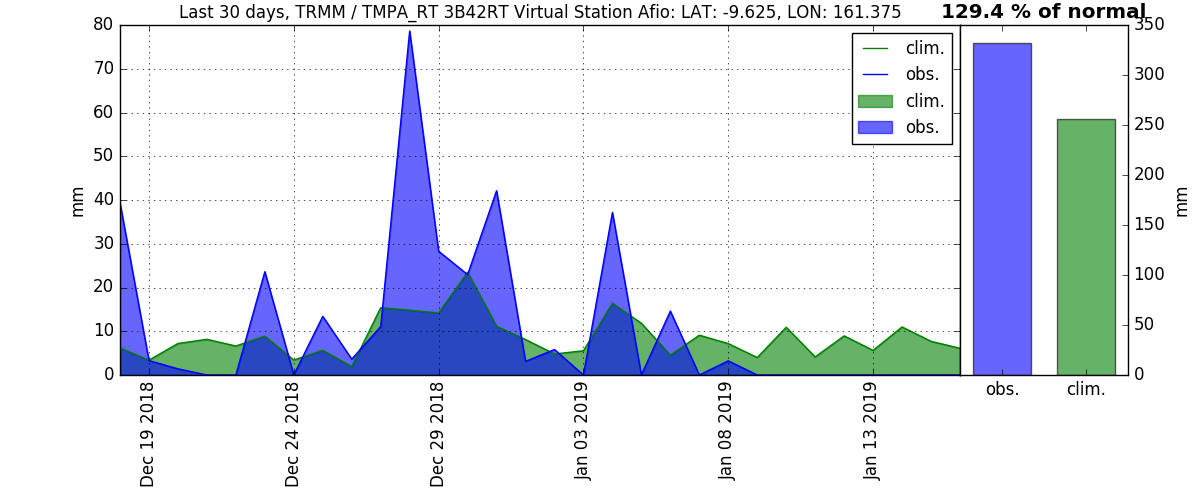 Last 30 days, TRMM / TMPA_RT 3B42RT Virtual Station Afio: LAT: -9.625, LON: 161.375
129.4 % of normal
80
70
60
50
40
30
20
10
0
mm
clim.
obs.
clim.
obs.
350
300
250
200
150
100
50
0
mm
obs.
clim.
Dec 19 2018
Dec 24 2018
Dec 29 2018
Jan 03 2019
Jan 08 2019
Jan 13 2019